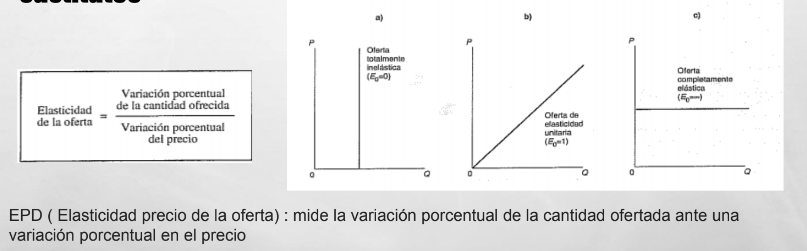 a)
b)
c)
P
Oferta
totalmente
inelástica
(E₀=0)
0
Q
P
Oferta de
elasticidad
unitaria
(E₀=1)
0
Q
P
Oferta
completamente
elástica
(E₀=∞)
0
Q
Elasticidad
de la oferta
=
Variación porcentual
de la cantidad ofrecida
Variación porcentual
del precio
EPD ( Elasticidad precio de la oferta) : mide la variación porcentual de la cantidad ofertada ante una
variación porcentual en el precio